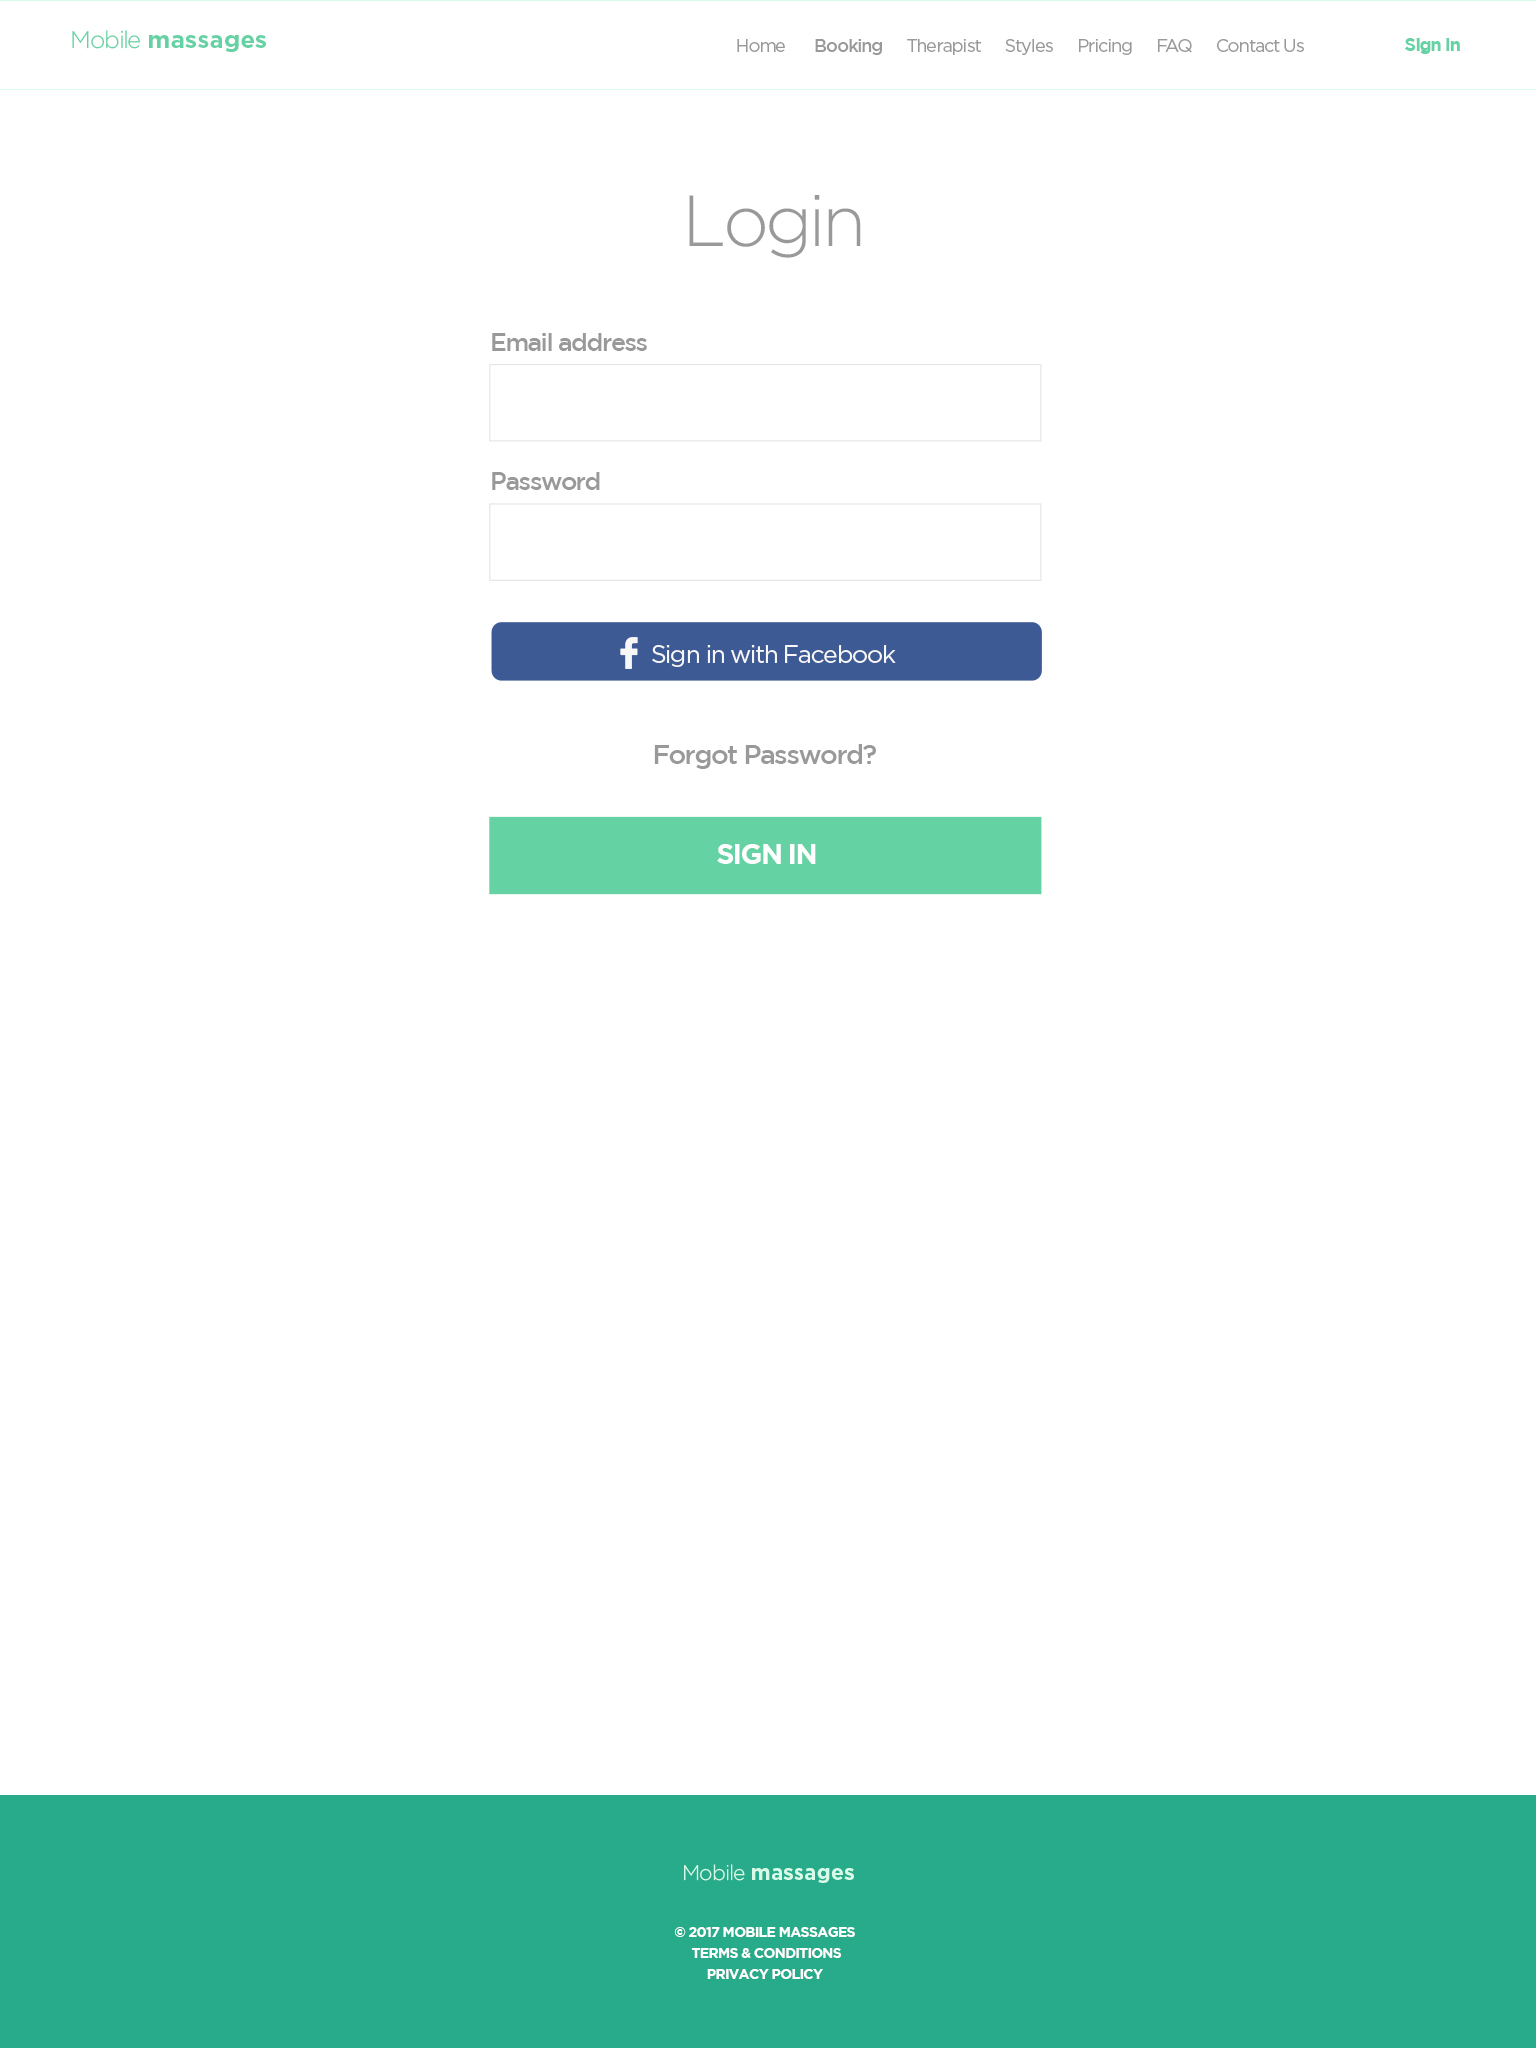 Mobile massages
Home Booking Therapist Styles Pricing FAQ Contact Us Sign In
Login
Email address
Password
Sign in with Facebook
Forgot Password?
SIGN IN
Mobile massages
© 2017 MOBILE MASSAGES
TERMS & CONDITIONS
PRIVACY POLICY